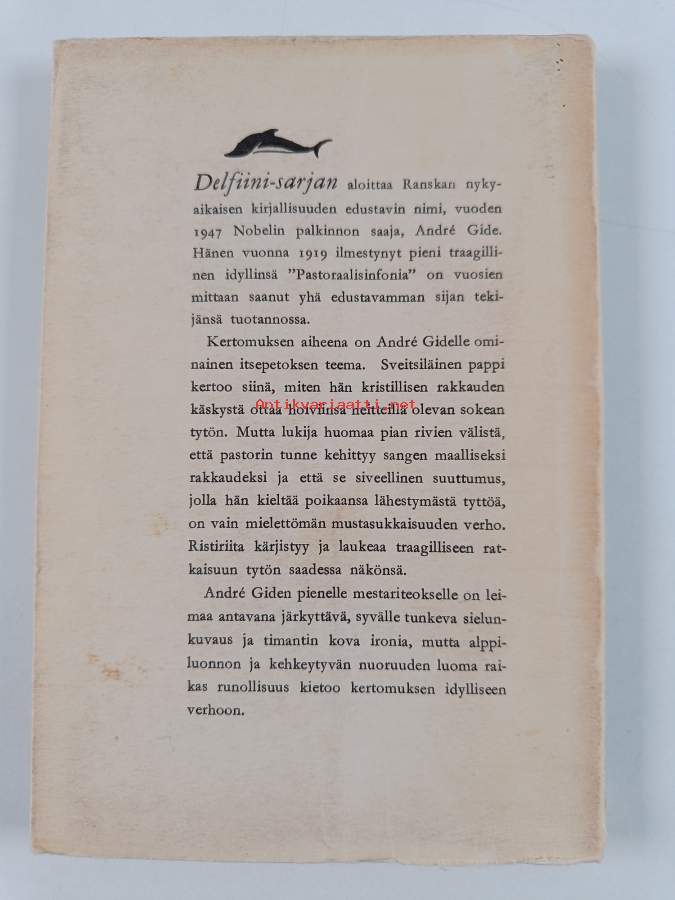 Delfiini-sarjan aloittaa Ranskan nyky-
aikaisen kirjallisuuden edustavin nimi, vuoden
1947 Nobelin palkinnon saaja, André Gide.
Hänen vuonna 1919 ilmestynyt pieni traagilli-
nen idyllinsä ”Pastoraalisinfonia” on vuosien
mittaan saanut yhä edustavamman sijan teki-
jänsä tuotannossa.
Kertomuksen aiheena on André Gidelle omi-
nainen itsepetoksen teema. Sveitsiläinen pappi
kertoo siinä, miten hän kristillisen rakkauden
käskystä ottaa hoiviinsa heitteillä olevan sokean
Antikvariaatti.net
tytön. Mutta lukija huomaa pian rivien välistä,
että pastorin tunne kehittyy sangen maalliseksi
rakkaudeksi ja että se siveellinen suuttumus,
jolla hän kieltää poikaansa lähestymästä tyttöä,
on vain mielettömän mustasukkaisuuden verho.
Ristiriita kärjistyy ja laukeaa traagilliseen rat-
kaisuun tytön saadessa näkönsä.
André Giden pienelle mestariteokselle on lei-
maa antavana järkyttävä, syvälle tunkeva sielun-
kuvaus ja timantin kova ironia, mutta alppi-
luonnon ja kehkeytyvän nuoruuden luoma rai-
kas runollisuus kietoo kertomuksen idylliseen
verhoon.